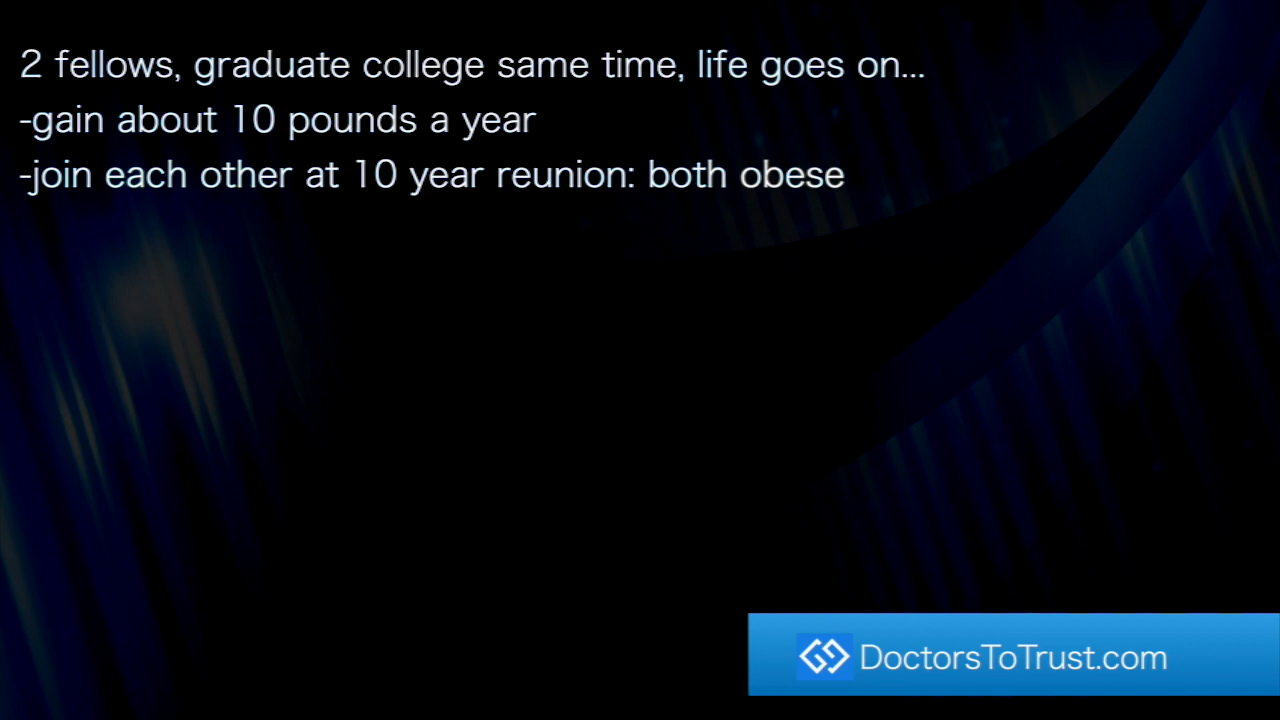 2 fellows, graduate college same time, life goes on...
-gain about 10 pounds a year
-join each other at 10 year reunion: both obese
DoctorsToTrust.com